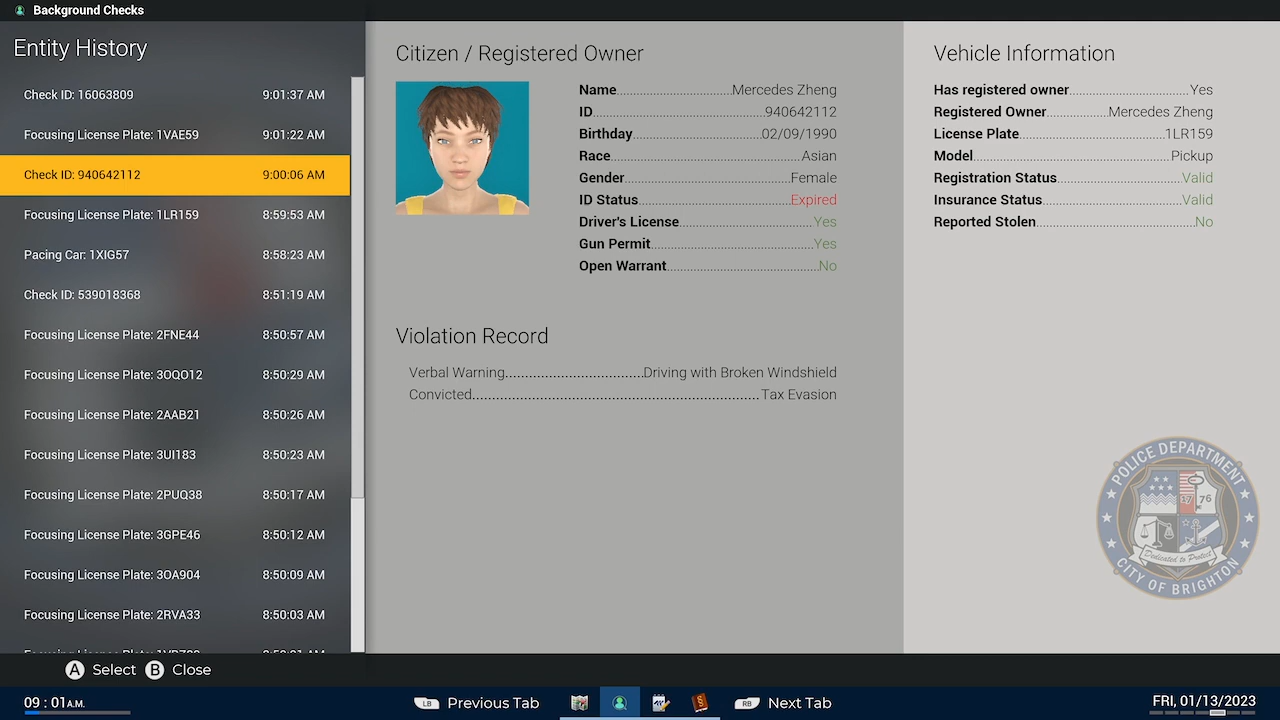 Background Checks
Entity History
Check ID: 16063809 9:01:37 AM
Focusing License Plate: 1VAE59 9:01:22 AM
Check ID: 940642112 9:00:06 AM
Focusing License Plate: 1LR159 8:59:53 AM
Pacing Car: 1XIG57 8:58:23 AM
Check ID: 539018368 8:51:19 AM
Focusing License Plate: 2FNE44 8:50:57 AM
Focusing License Plate: 3OQO12 8:50:29 AM
Focusing License Plate: 2AAB21 8:50:26 AM
Focusing License Plate: 3UI183 8:50:23 AM
Focusing License Plate: 2PUQ38 8:50:17 AM
Focusing License Plate: 3GPE46 8:50:12 AM
Focusing License Plate: 3OA904 8:50:09 AM
Focusing License Plate: 2RVA33 8:50:03 AM
A Select B Close
Citizen / Registered Owner
Name Mercedes Zheng
ID 940642112
Birthday 02/09/1990
Race Asian
Gender Female
ID Status Expired
Driver's License Yes
Gun Permit Yes
Open Warrant No
Violation Record
Verbal Warning Driving with Broken Windshield
Convicted Tax Evasion
Vehicle Information
Has registered owner Yes
Registered Owner Mercedes Zheng
License Plate 1LR159
Model Pickup
Registration Status Valid
Insurance Status Valid
Reported Stolen No
POLICE DEPARTMENT
17 76
Dedicated to Protect
CITY OF BRIGHTON
09 : 01 A.M.
LB Previous Tab
RB Next Tab
FRI, 01/13/2023